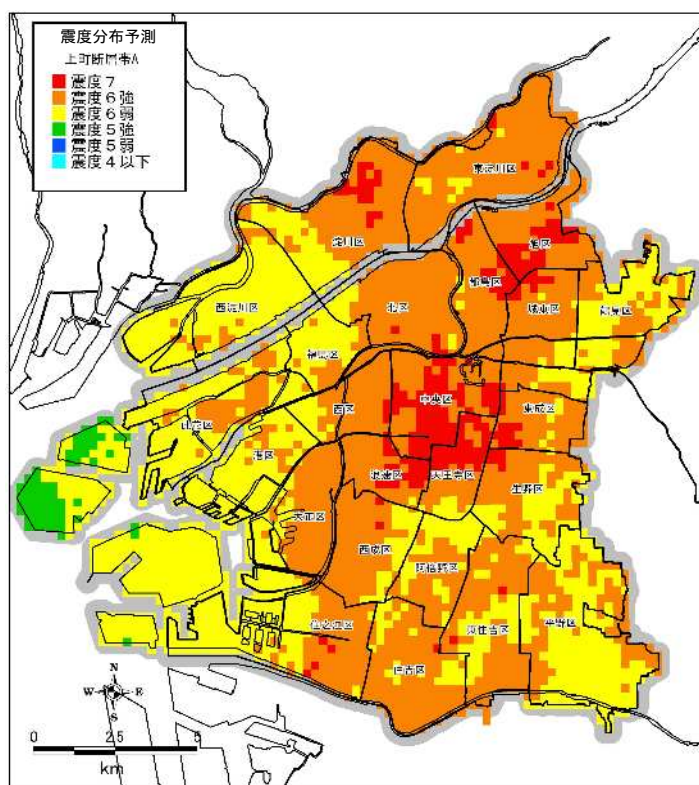 震度分布予測
上町断層帯A
震度7
震度6強
震度6弱
震度5強
震度5弱
震度4以下
東淀川区
淀川区
旭区
都島区
西淀川区
北区
城東区
鶴見区
福島区
西区
中央区
東成区
此花区
港区
浪速区
天王寺区
生野区
大正区
西成区
阿倍野区
住之江区
東住吉区
平野区
住吉区
N
W E
S
0 2.5 5
km